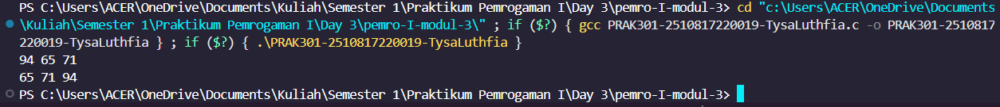 PS C:\Users\ACER\OneDrive\Documents\Kuliah\Semester 1\Praktikum Pemrogaman I\Day 3\pemro-I-modul-3> cd "c:\Users\ACER\OneDrive\Documents
\Kuliah\Semester 1\Praktikum Pemrogaman I\Day 3\pemro-I-modul-3\" ; if ($?) { gcc PRAK301-2510817220019-TysaLuthfia.c -o PRAK301-2510817
220019-TysaLuthfia } ; if ($?) { .\PRAK301-2510817220019-TysaLuthfia }
94 65 71
65 71 94
PS C:\Users\ACER\OneDrive\Documents\Kuliah\Semester 1\Praktikum Pemrogaman I\Day 3\pemro-I-modul-3>